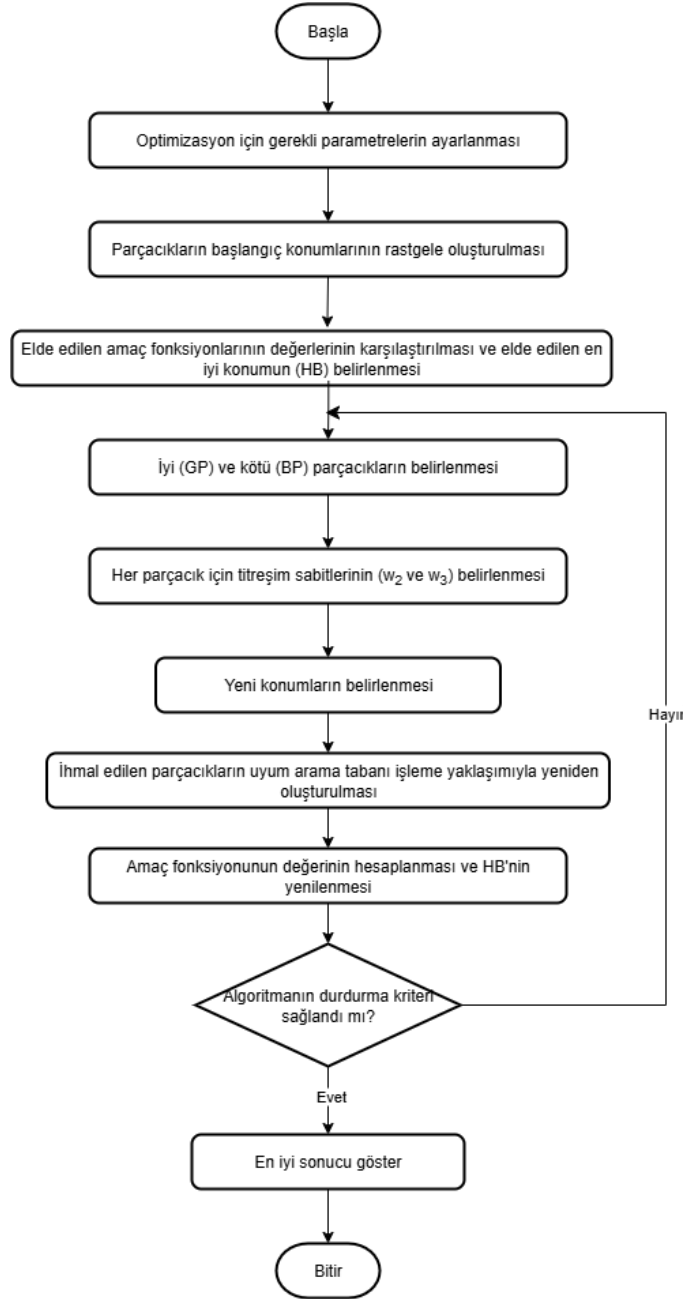 Başla
Optimizasyon için gerekli parametrelerin ayarlanması
Parçacıkların başlangıç konumlarının rastgele oluşturulması
Elde edilen amaç fonksiyonlarının değerlerinin karşılaştırılması ve elde edilen en
iyi konumun (HB) belirlenmesi
İyi (GP) ve kötü (BP) parçacıkların belirlenmesi
Her parçacık için titreşim sabitlerinin (w₂ ve w₃) belirlenmesi
Yeni konumların belirlenmesi
Hayır
İhmal edilen parçacıkların uyum arama tabanı işleme yaklaşımıyla yeniden
oluşturulması
Amaç fonksiyonunun değerinin hesaplanması ve HB'nin
yenilenmesi
Algoritmanın durdurma kriteri
sağlandı mı?
Evet
En iyi sonucu göster
Bitir